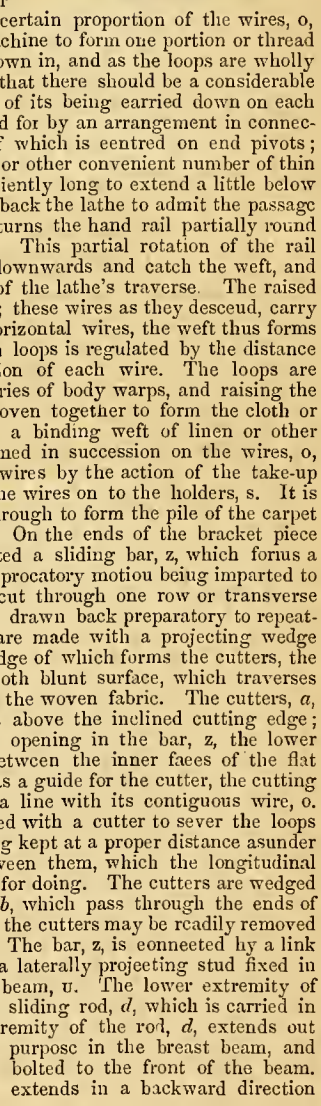 certain proportion of the wires, o,
chine to form one portion or thread
own in, and as the loops are wholly
that there should be a considerable
of its being earried down on each
d for by an arrangement in connec-
which is eentred on end pivots ;
or other convenient number of thin
iently long to extend a little below
back the lathe to admit the passage
turns the hand rail partially round
This partial rotation of the rail
lownwards and catch the weft, and
of the lathe's traverse. The raised
; these wires as they desceud, carry
orizontal wires, the weft thus forms
loops is regulated by the distance
on of each wire. The loops are
ries of body warps, and raising the
oven together to form the cloth or
a binding weft of linen or other
ned in succession on the wires, o,
wires by the action of the take-up
ne wires on to the holders, s. It is
rough to form the pile of the carpet
On the ends of the bracket piece
ted a sliding bar, z, which forius a
procatory motiou beiug imparted to
cut through one row or transverse
drawn back preparatory to repeat-
are made with a projecting wedge
dge of which forms the cutters, the
oth blunt surface, which traverses
the woven fabric. The cutters, a,
above the inclined cutting edge ;
opening in the bar, z, the lower
etween the inner faees of the flat
s a guide for the cutter, the cutting
a line with its contiguous wire, o.
ed with a cutter to sever the loops
g kept at a proper distance asunder
veen them, which the longitudinal
for doing. The cutters are wedged
b, which pass through the ends of
the cutters may be readily removed
The bar, z, is eonneeted by a link
a laterally projeeting stud fixed in
beam, u. The lower extremity of
sliding rod, d, which is carried in
remity of the rod, d, extends out
purpose in the breast beam, and
bolted to the front of the beam.
extends in a backward direction